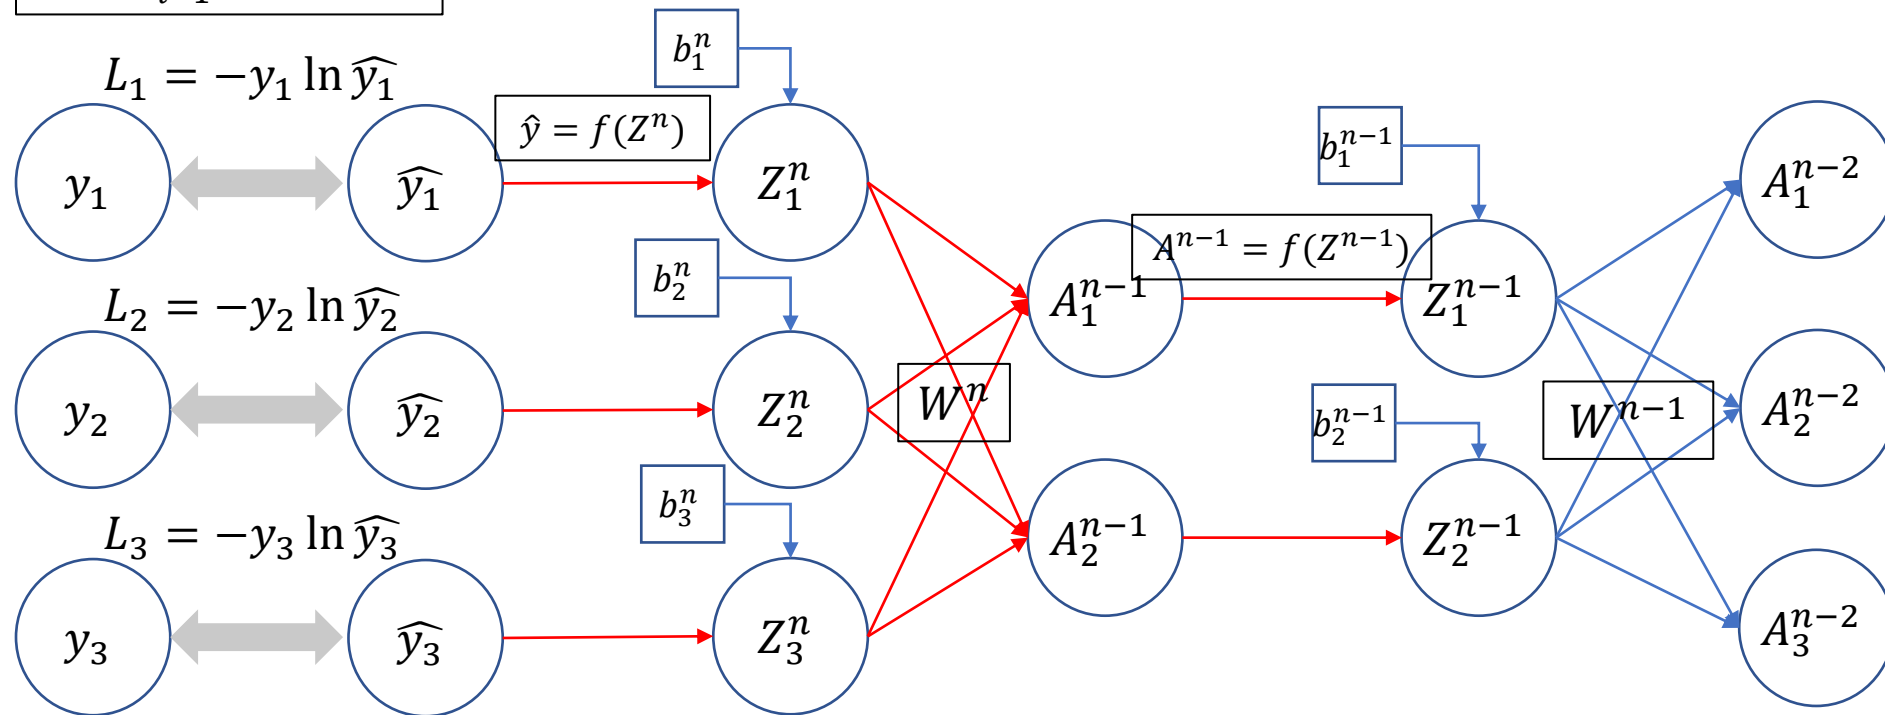 L₁ = −y₁ ln ŷ₁
b₁ⁿ
ŷ = f(Zⁿ)
y₁
ŷ₁
Z₁ⁿ
b₁ⁿ⁻¹
A₁ⁿ⁻²
Aⁿ⁻¹ = f(Zⁿ⁻¹)
b₂ⁿ
L₂ = −y₂ ln ŷ₂
A₁ⁿ⁻¹
Z₁ⁿ⁻¹
y₂
ŷ₂
Z₂ⁿ
Wⁿ
b₂ⁿ⁻¹
Wⁿ⁻¹
A₂ⁿ⁻²
b₃ⁿ
L₃ = −y₃ ln ŷ₃
A₂ⁿ⁻¹
Z₂ⁿ⁻¹
y₃
ŷ₃
Z₃ⁿ
A₃ⁿ⁻²